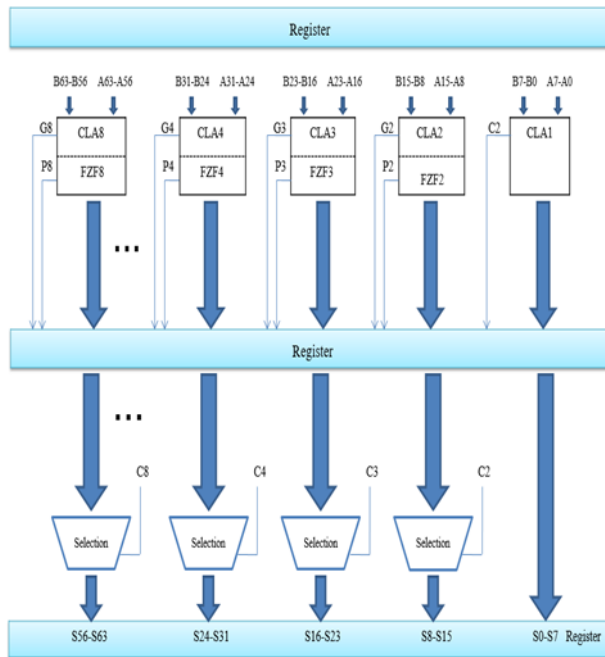 Register
B63-B56 A63-A56 B31-B24 A31-A24 B23-B16 A23-A16 B15-B8 A15-A8 B7-B0 A7-A0
G8 CLA8 G4 CLA4 G3 CLA3 G2 CLA2 C2 CLA1
P8 FZF8 P4 FZF4 P3 FZF3 P2 FZF2
...
Register
...
C8 C4 C3 C2
Selection Selection Selection Selection
S56-S63 S24-S31 S16-S23 S8-S15 S0-S7 Register